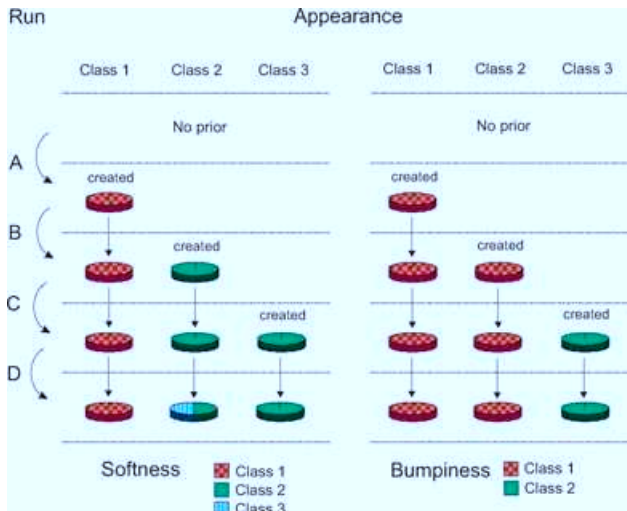 Run Appearance
Class 1 Class 2 Class 3 Class 1 Class 2 Class 3
No prior No prior
A
created created
B
created created
C
created created
D
Softness Bumpiness
Class 1 Class 1
Class 2 Class 2
Class 3